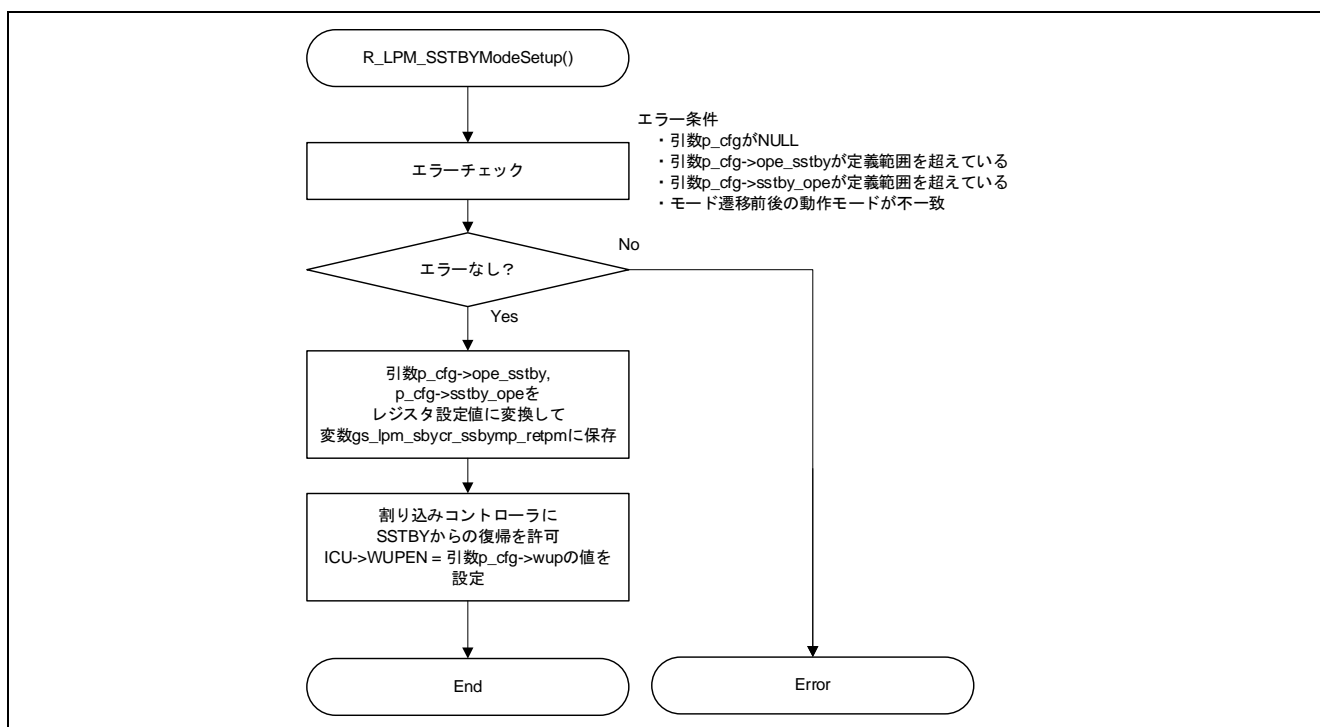 R_LPM_SSTBYModeSetup()
エラー条件
・引数p_cfgがNULL
・引数p_cfg->ope_sstbyが定義範囲を超えている
・引数p_cfg->sstby_opeが定義範囲を超えている
・モード遷移前後の動作モードが不一致
エラーチェック
No
エラーなし?
Yes
引数p_cfg->ope_sstby,
p_cfg->sstby_opeを
レジスタ設定値に変換して
変数gs_lpm_sbycr_ssbymp_retpmに保存
割り込みコントローラに
SSTBYからの復帰を許可
ICU->WUPEN = 引数p_cfg->wupの値を
設定
End
Error